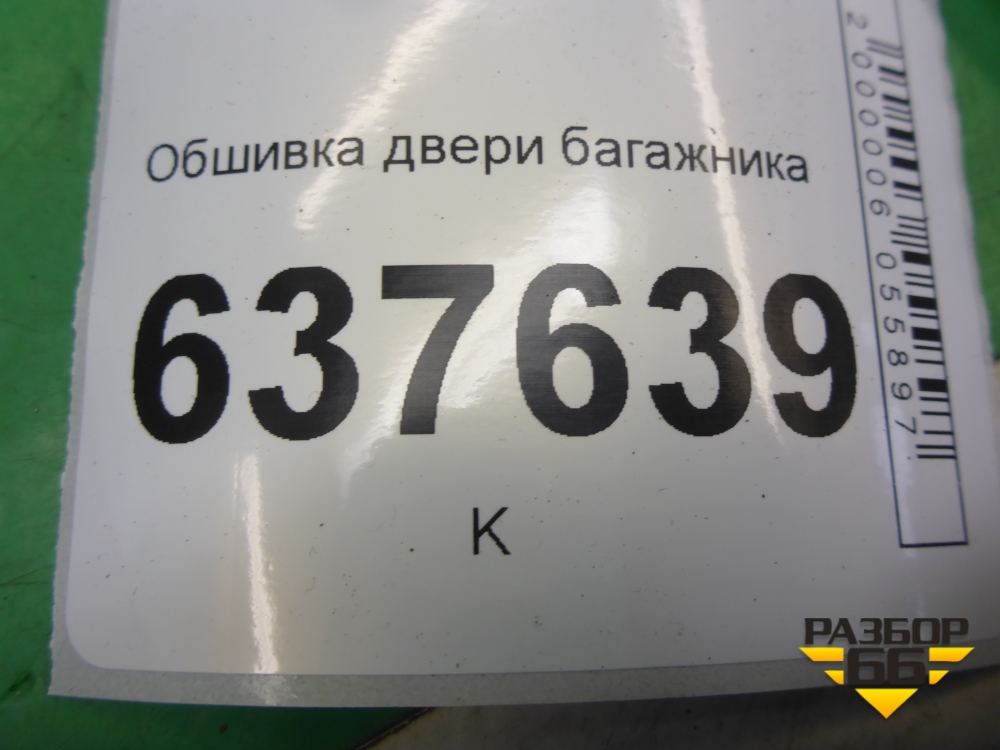 Обшивка двери багажника
637639
К
2000006055897
РАЗБОР
66